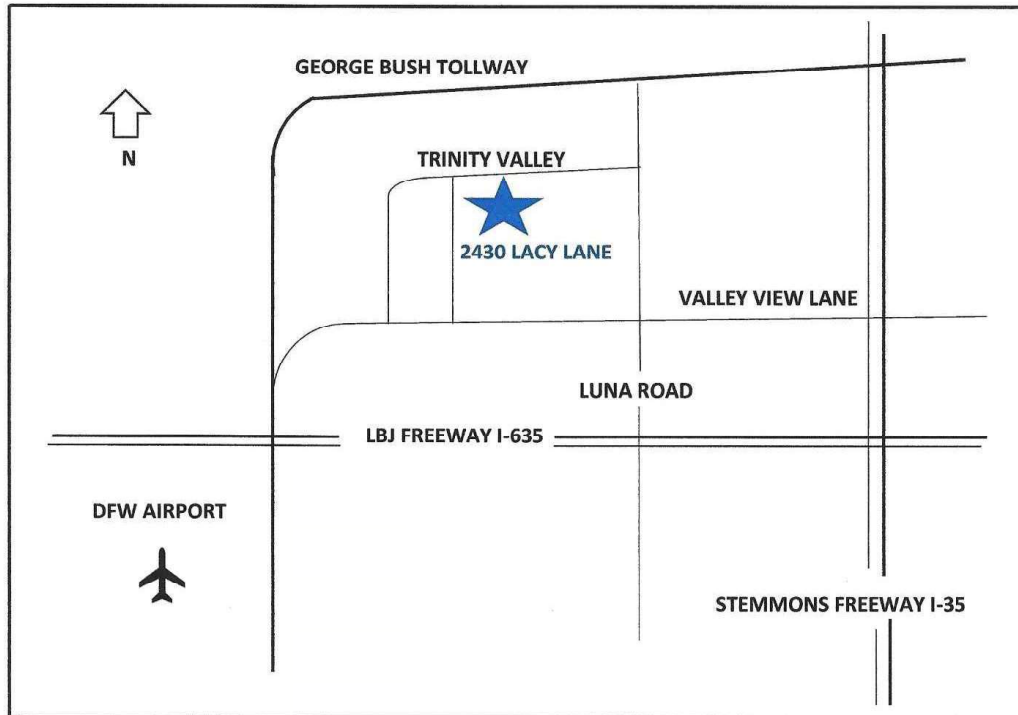 GEORGE BUSH TOLLWAY
N
TRINITY VALLEY
2430 LACY LANE
VALLEY VIEW LANE
LUNA ROAD
LBJ FREEWAY I-635
DFW AIRPORT
STEMMONS FREEWAY I-35